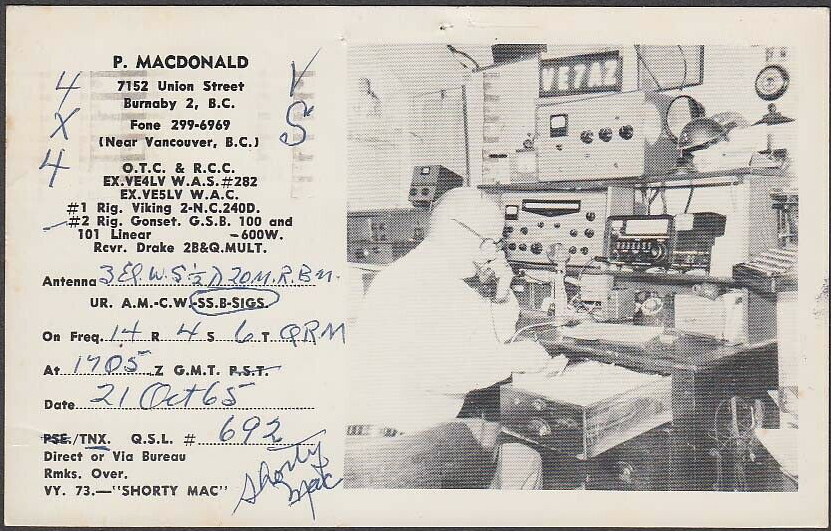 P. MACDONALD
7152 Union Street
Burnaby 2, B.C.
Fone 299-6969
(Near Vancouver, B.C.)
4
X
4
V
S
O.T.C. & R.C.C.
EX.VE4LV W.A.S.#282
EX.VE5LV W.A.C.
#1 Rig. Viking 2-N.C.240D.
#2 Rig. Gonset. G.S.B. 100 and
101 Linear -600W.
Rcvr. Drake 2B&Q.MULT.
Antenna 3 El. W.S. ½ D 20M. R.Bm.
UR. A.M.-C.W.-SS.B-SIGS.
On Freq. 14 R 4 S 6 T QRM
At 1705 Z G.M.T. P.S.T.
Date 21 Oct 65
PSE./TNX. Q.S.L. # 692
Direct or Via Bureau
Rmks. Over.
VY. 73.—"SHORTY MAC"
Shorty Mac
VE7AZ